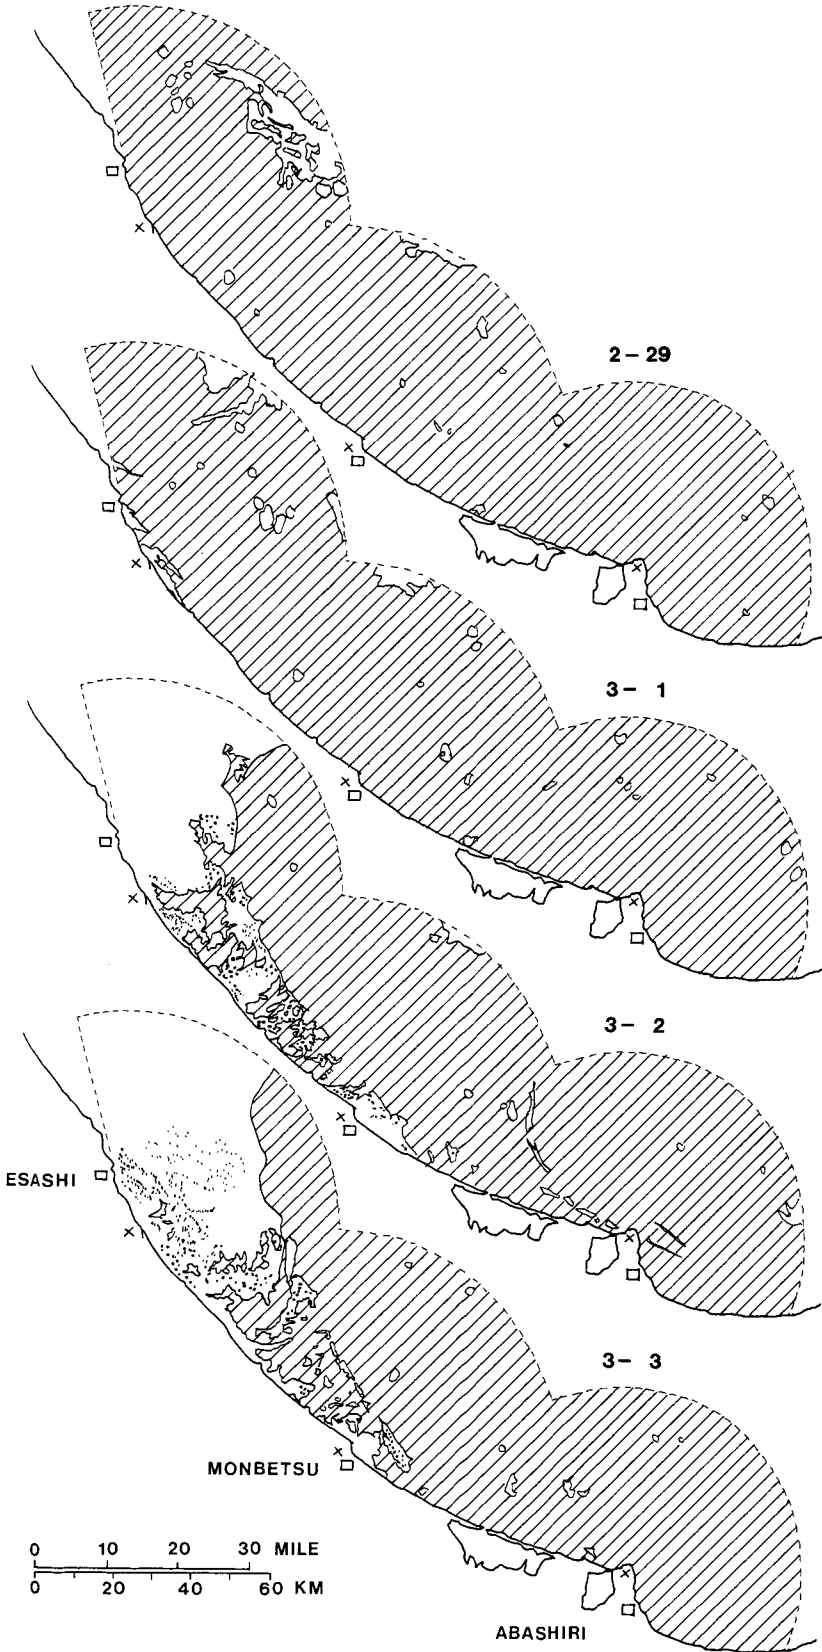 2-29
3- 1
3- 2
ESASHI
3- 3
MONBETSU
0 10 20 30 MILE
0 20 40 60 KM
ABASHIRI